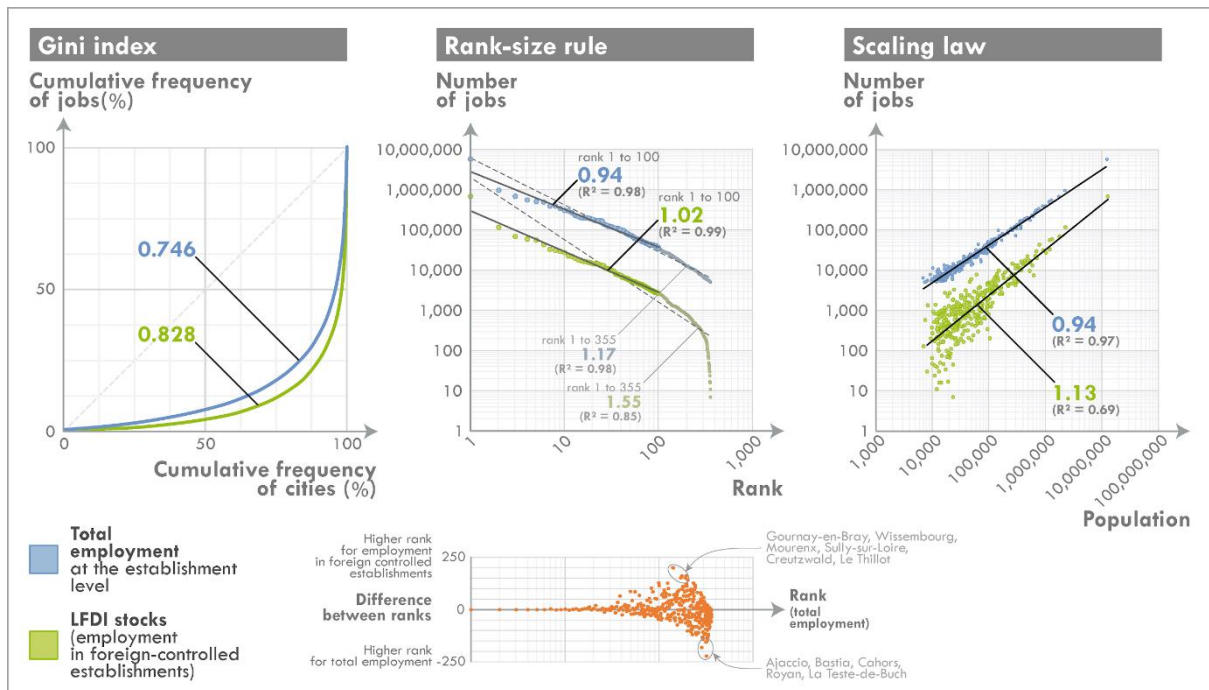 Gini index
Cumulative frequency
of jobs(%)
100
50
0
0
50
100
0.746
0.828
Cumulative frequency
of cities (%)
Rank-size rule
Number
of jobs
10,000,000
1,000,000
100,000
10,000
1,000
100
10
1
rank 1 to 100
0.94
(R² = 0.98)
rank 1 to 100
1.02
(R² = 0.99)
rank 1 to 355
1.17
(R² = 0.98)
rank 1 to 355
1.55
(R² = 0.85)
1
10
100
1,000
Rank
Scaling law
Number
of jobs
10,000,000
1,000,000
100,000
10,000
1,000
100
10
1
0.94
(R² = 0.97)
1.13
(R² = 0.69)
1,000
10,000
100,000
1,000,000
10,000,000
100,000,000
Population
Total
employment
at the establishment
level
LFDI stocks
(employment
in foreign-controlled
establishments)
Higher rank
for employment
in foreign controlled
establishments
250
Difference
between ranks
0
Higher rank
for total employment
-250
Gournay-en-Bray, Wissembourg,
Mourenx, Sully-sur-Loire,
Creutzwald, Le Thillot
Rank
(total
employment)
Ajaccio, Bastia, Cahors,
Royan, La Teste-de-Buch